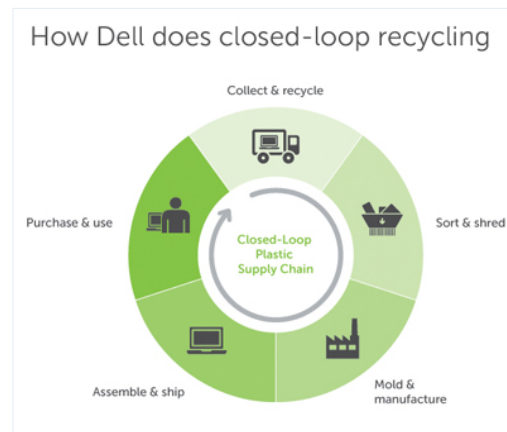 How Dell does closed-loop recycling
Collect & recycle
Purchase & use
Closed-Loop
Plastic
Supply Chain
Sort & shred
Assemble & ship
Mold &
manufacture